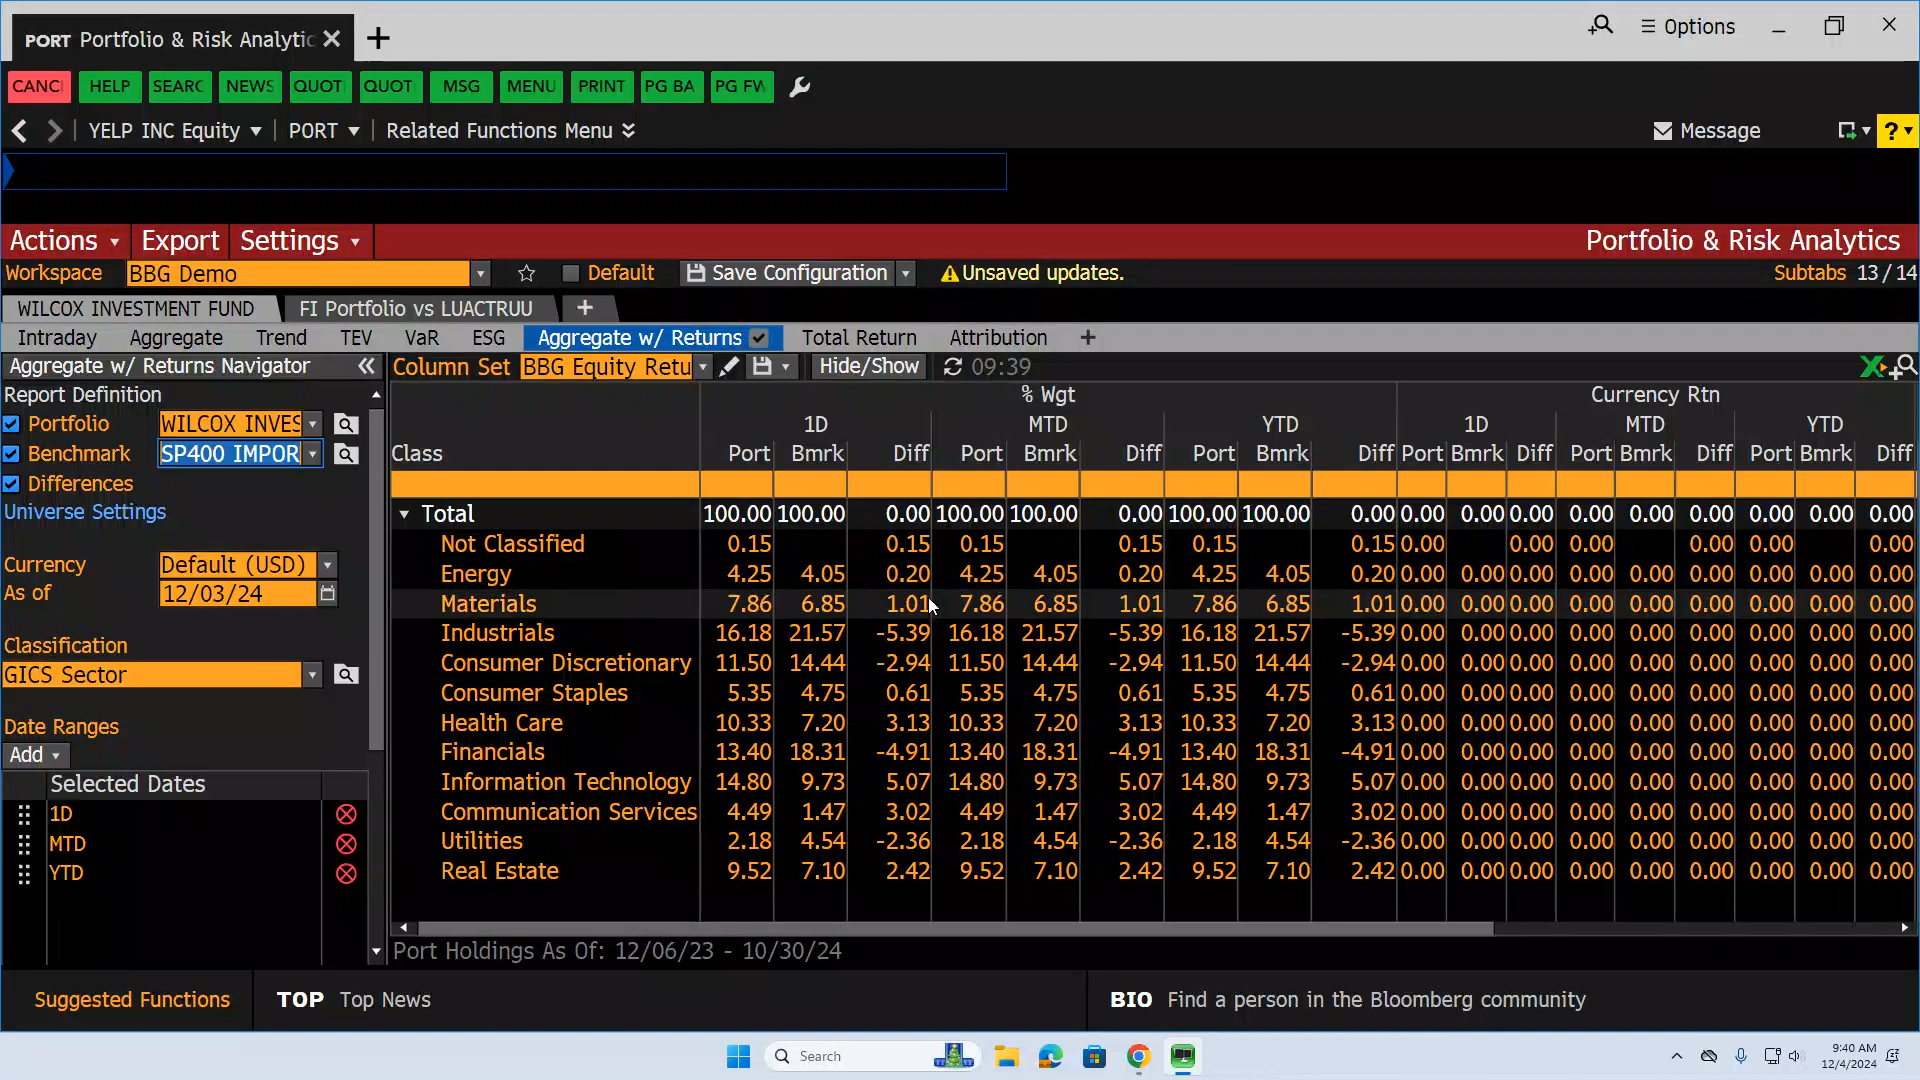 PORT Portfolio & Risk Analytic
Options
CANCI HELP SEARC NEWS QUOT QUOT MSG MENU PRINT PG BA PG FW
YELP INC Equity PORT Related Functions Menu Message ?
Actions Export Settings Portfolio & Risk Analytics
Workspace BBG Demo Default Save Configuration Unsaved updates. Subtabs 13 / 14
WILCOX INVESTMENT FUND FI Portfolio vs LUACTRUU +
Intraday Aggregate Trend TEV VaR ESG Aggregate w/ Returns Total Return Attribution +
Aggregate w/ Returns Navigator « Column Set BBG Equity Retu Hide/Show 09:39
Report Definition
Portfolio WILCOX INVES
Benchmark SP400 IMPOR
Differences
Universe Settings
Currency Default (USD)
As of 12/03/24
Classification
GICS Sector
Date Ranges
Add
Selected Dates
1D
MTD
YTD
% Wgt Currency Rtn
1D MTD YTD 1D MTD YTD
Class Port Bmrk Diff Port Bmrk Diff Port Bmrk Diff Port Bmrk Diff Port Bmrk Diff Port Bmrk Diff
Total 100.00 100.00 0.00 100.00 100.00 0.00 100.00 100.00 0.00 0.00 0.00 0.00 0.00 0.00 0.00 0.00 0.00 0.00
Not Classified 0.15 0.15 0.15 0.15 0.15 0.15 0.00 0.00 0.00 0.00 0.00 0.00
Energy 4.25 4.05 0.20 4.25 4.05 0.20 4.25 4.05 0.20 0.00 0.00 0.00 0.00 0.00 0.00 0.00 0.00 0.00
Materials 7.86 6.85 1.01 7.86 6.85 1.01 7.86 6.85 1.01 0.00 0.00 0.00 0.00 0.00 0.00 0.00 0.00 0.00
Industrials 16.18 21.57 -5.39 16.18 21.57 -5.39 16.18 21.57 -5.39 0.00 0.00 0.00 0.00 0.00 0.00 0.00 0.00 0.00
Consumer Discretionary 11.50 14.44 -2.94 11.50 14.44 -2.94 11.50 14.44 -2.94 0.00 0.00 0.00 0.00 0.00 0.00 0.00 0.00 0.00
Consumer Staples 5.35 4.75 0.61 5.35 4.75 0.61 5.35 4.75 0.61 0.00 0.00 0.00 0.00 0.00 0.00 0.00 0.00 0.00
Health Care 10.33 7.20 3.13 10.33 7.20 3.13 10.33 7.20 3.13 0.00 0.00 0.00 0.00 0.00 0.00 0.00 0.00 0.00
Financials 13.40 18.31 -4.91 13.40 18.31 -4.91 13.40 18.31 -4.91 0.00 0.00 0.00 0.00 0.00 0.00 0.00 0.00 0.00
Information Technology 14.80 9.73 5.07 14.80 9.73 5.07 14.80 9.73 5.07 0.00 0.00 0.00 0.00 0.00 0.00 0.00 0.00 0.00
Communication Services 4.49 1.47 3.02 4.49 1.47 3.02 4.49 1.47 3.02 0.00 0.00 0.00 0.00 0.00 0.00 0.00 0.00 0.00
Utilities 2.18 4.54 -2.36 2.18 4.54 -2.36 2.18 4.54 -2.36 0.00 0.00 0.00 0.00 0.00 0.00 0.00 0.00 0.00
Real Estate 9.52 7.10 2.42 9.52 7.10 2.42 9.52 7.10 2.42 0.00 0.00 0.00 0.00 0.00 0.00 0.00 0.00 0.00
Port Holdings As Of: 12/06/23 - 10/30/24
Suggested Functions TOP Top News BIO Find a person in the Bloomberg community
Search
9:40 AM
12/4/2024